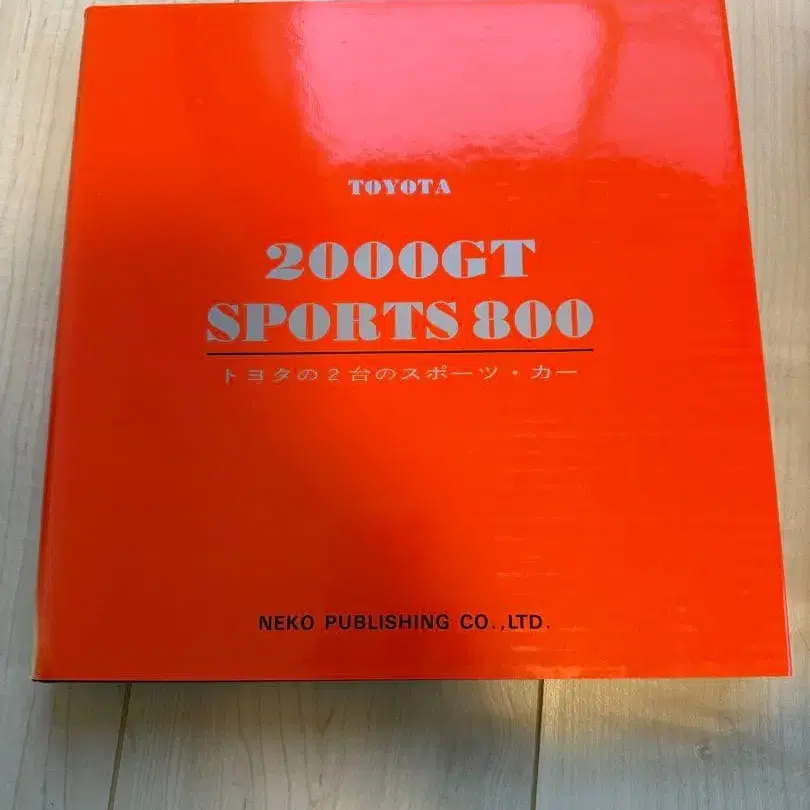 TOYOTA
2000GT
SPORTS 800
トヨタの2台のスポーツ・カー
NEKO PUBLISHING CO.,LTD.